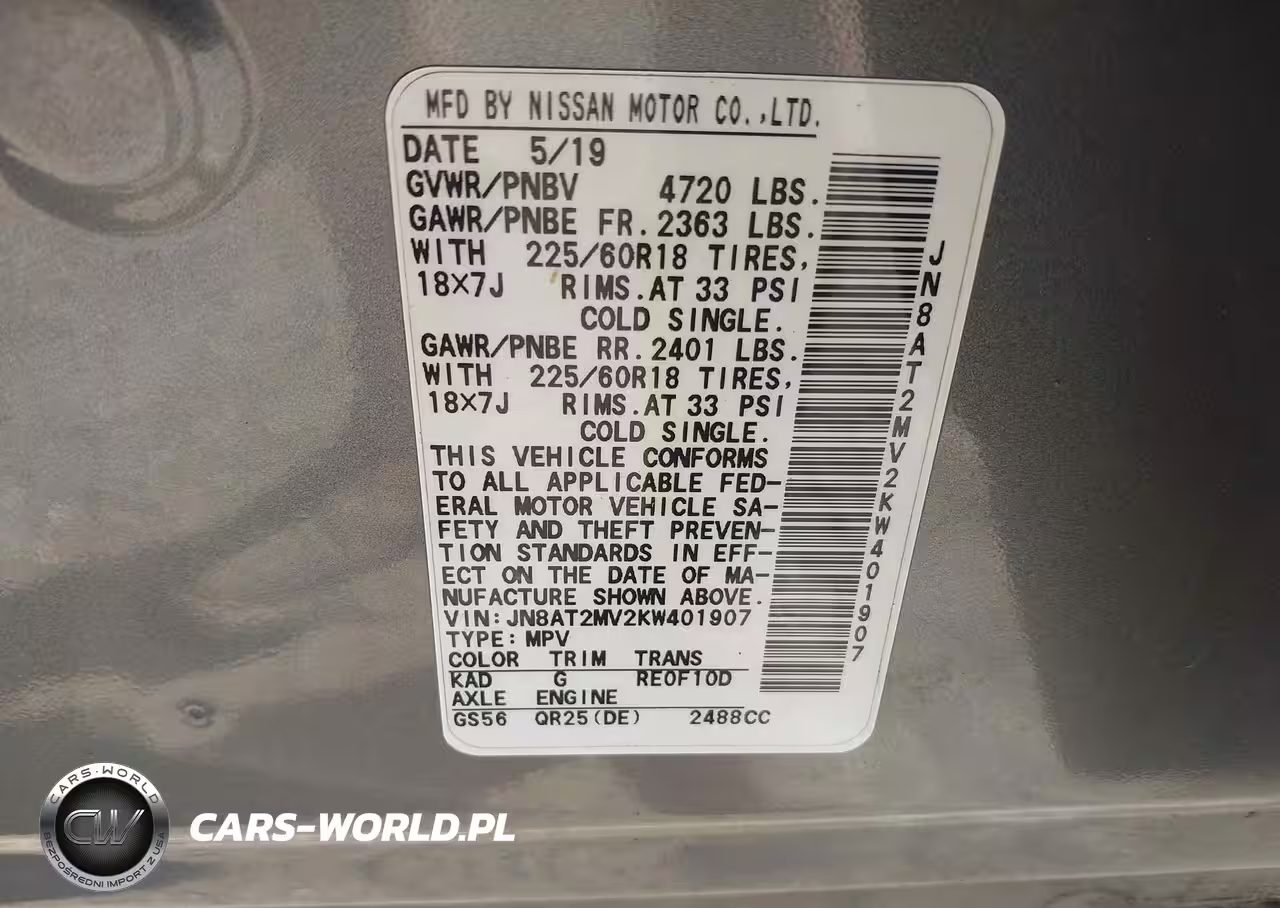 MFD BY NISSAN MOTOR CO.,LTD.
DATE 5/19
GVWR/PNBV 4720 LBS.
GAWR/PNBE FR. 2363 LBS.
WITH 225/60R18 TIRES,
18×7J RIMS.AT 33 PSI
COLD SINGLE.
GAWR/PNBE RR. 2401 LBS.
WITH 225/60R18 TIRES,
18×7J RIMS.AT 33 PSI
COLD SINGLE.
THIS VEHICLE CONFORMS
TO ALL APPLICABLE FED-
ERAL MOTOR VEHICLE SA-
FETY AND THEFT PREVEN-
TION STANDARDS IN EFF-
ECT ON THE DATE OF MA-
NUFACTURE SHOWN ABOVE.
VIN: JN8AT2MV2KW401907
TYPE: MPV
COLOR TRIM TRANS
KAD G RE0F10D
AXLE ENGINE
GS56 QR25(DE) 2488CC
JN8AT2MV2KW401907
CARS-WORLD
CW
BEZPOŚREDNI IMPORT Z USA
CARS-WORLD.PL